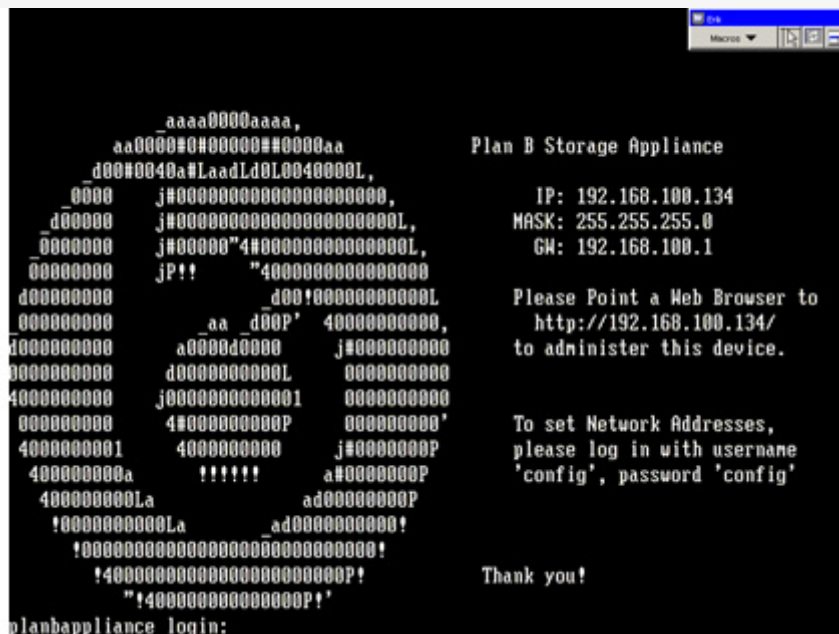 Erik
Macros
Plan B Storage Appliance
IP: 192.168.100.134
MASK: 255.255.255.0
GW: 192.168.100.1
Please Point a Web Browser to
http://192.168.100.134/
to administer this device.
To set Network Addresses,
please log in with username
'config', password 'config'
Thank you!
planbappliance login: